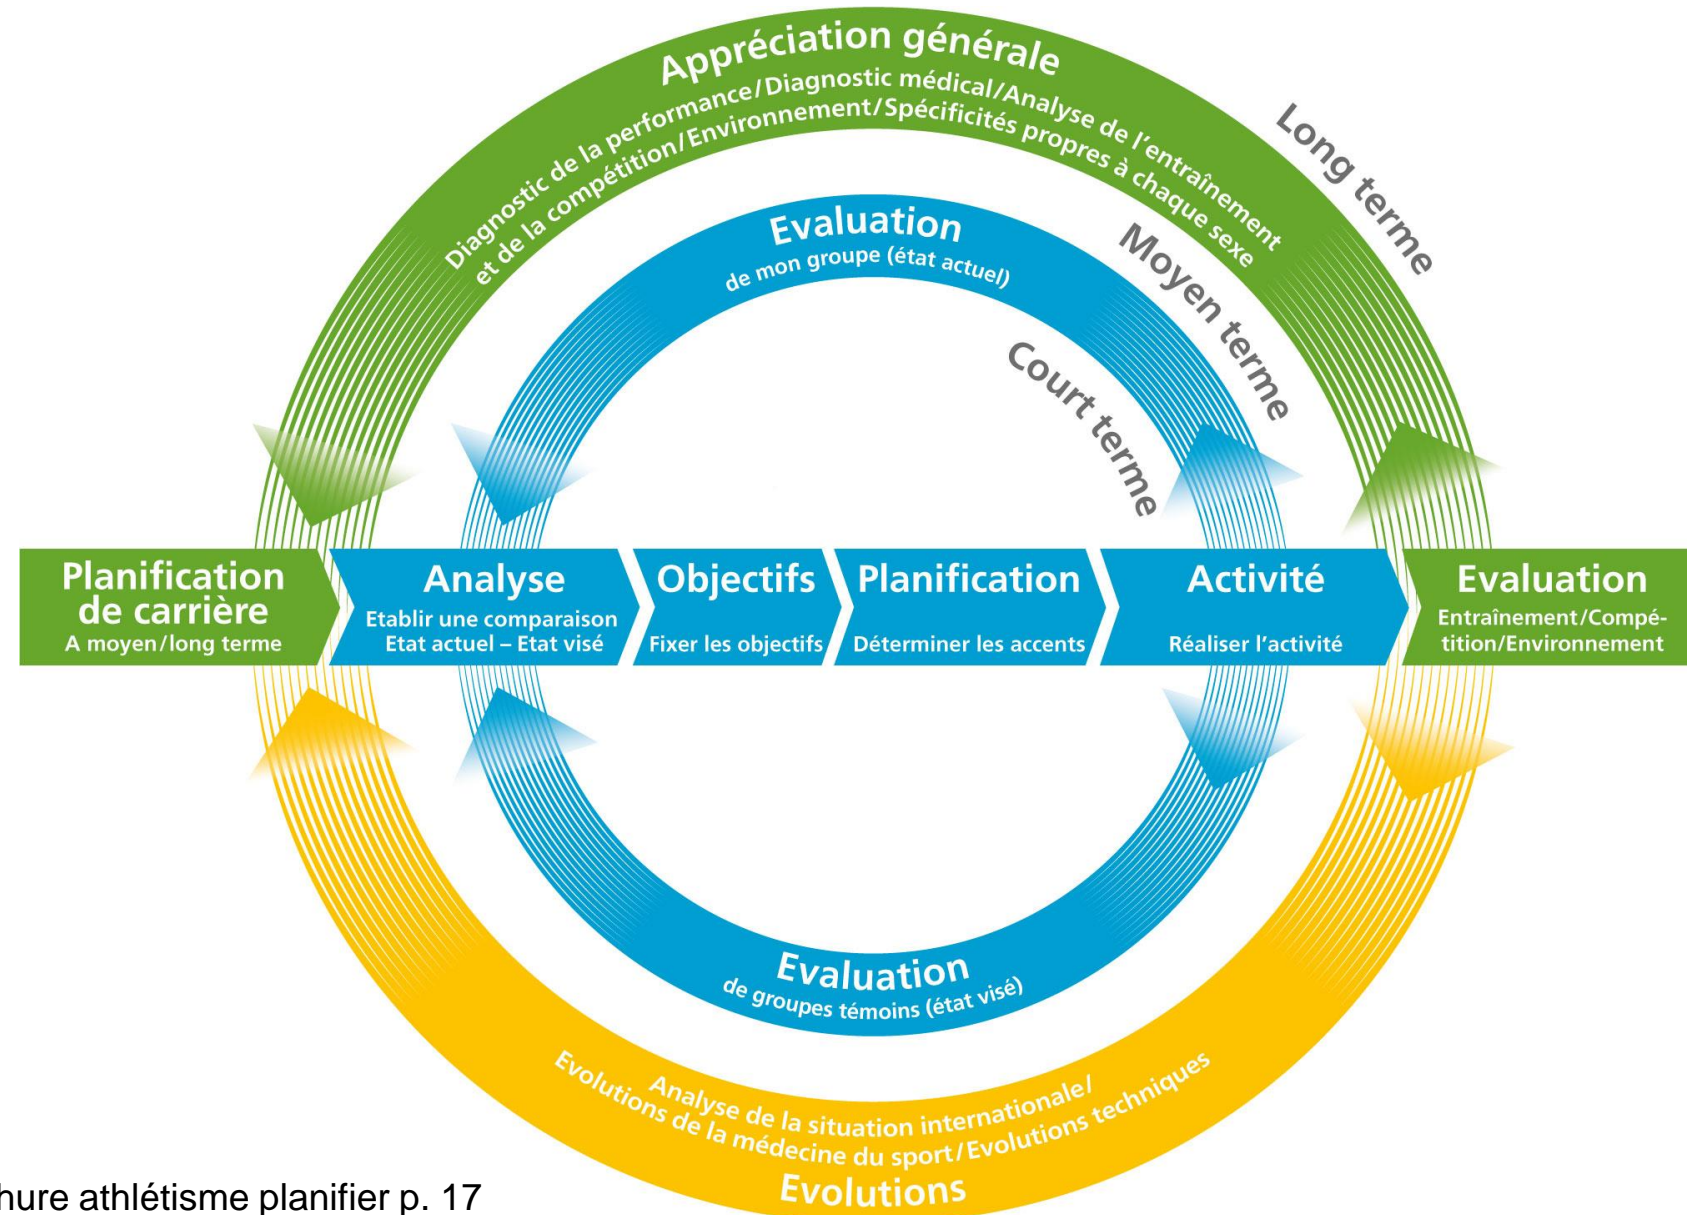 Appréciation générale
Diagnostic de la performance/Diagnostic médical/Analyse de l'entraînement
et de la compétition/Environnement/Spécificités propres à chaque sexe
Long terme
Evaluation
de mon groupe (état actuel)
Moyen terme
Court terme
Planification
de carrière
A moyen/long terme
Analyse
Etablir une comparaison
Etat actuel – Etat visé
Objectifs
Fixer les objectifs
Planification
Déterminer les accents
Activité
Réaliser l'activité
Evaluation
Entraînement/Compé-
tition/Environnement
Evaluation
de groupes témoins (état visé)
Analyse de la situation internationale/
Evolutions de la médecine du sport/Evolutions techniques
Evolutions
hure athlétisme planifier p. 17